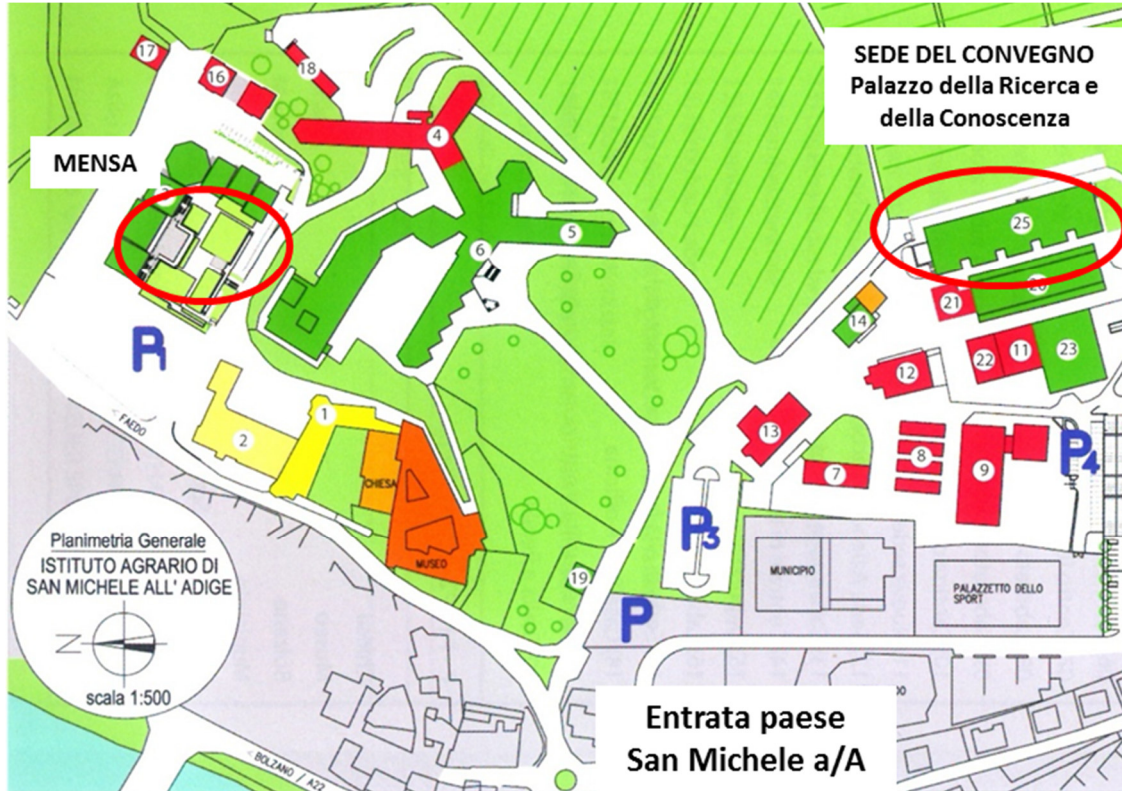 SEDE DEL CONVEGNO
Palazzo della Ricerca e
della Conoscenza
MENSA
17
16
18
4
5
6
25
21
14
22
11
23
12
13
7
8
9
P1
P4
P3
P
< FAEDO
2
1
CHIESA
MUSEO
19
MUNICIPIO
PALAZZETTO DELLO
SPORT
Planimetria Generale
ISTITUTO AGRARIO DI
SAN MICHELE ALL' ADIGE
N
scala 1:500
< BOLZANO / A22
Entrata paese
San Michele a/A